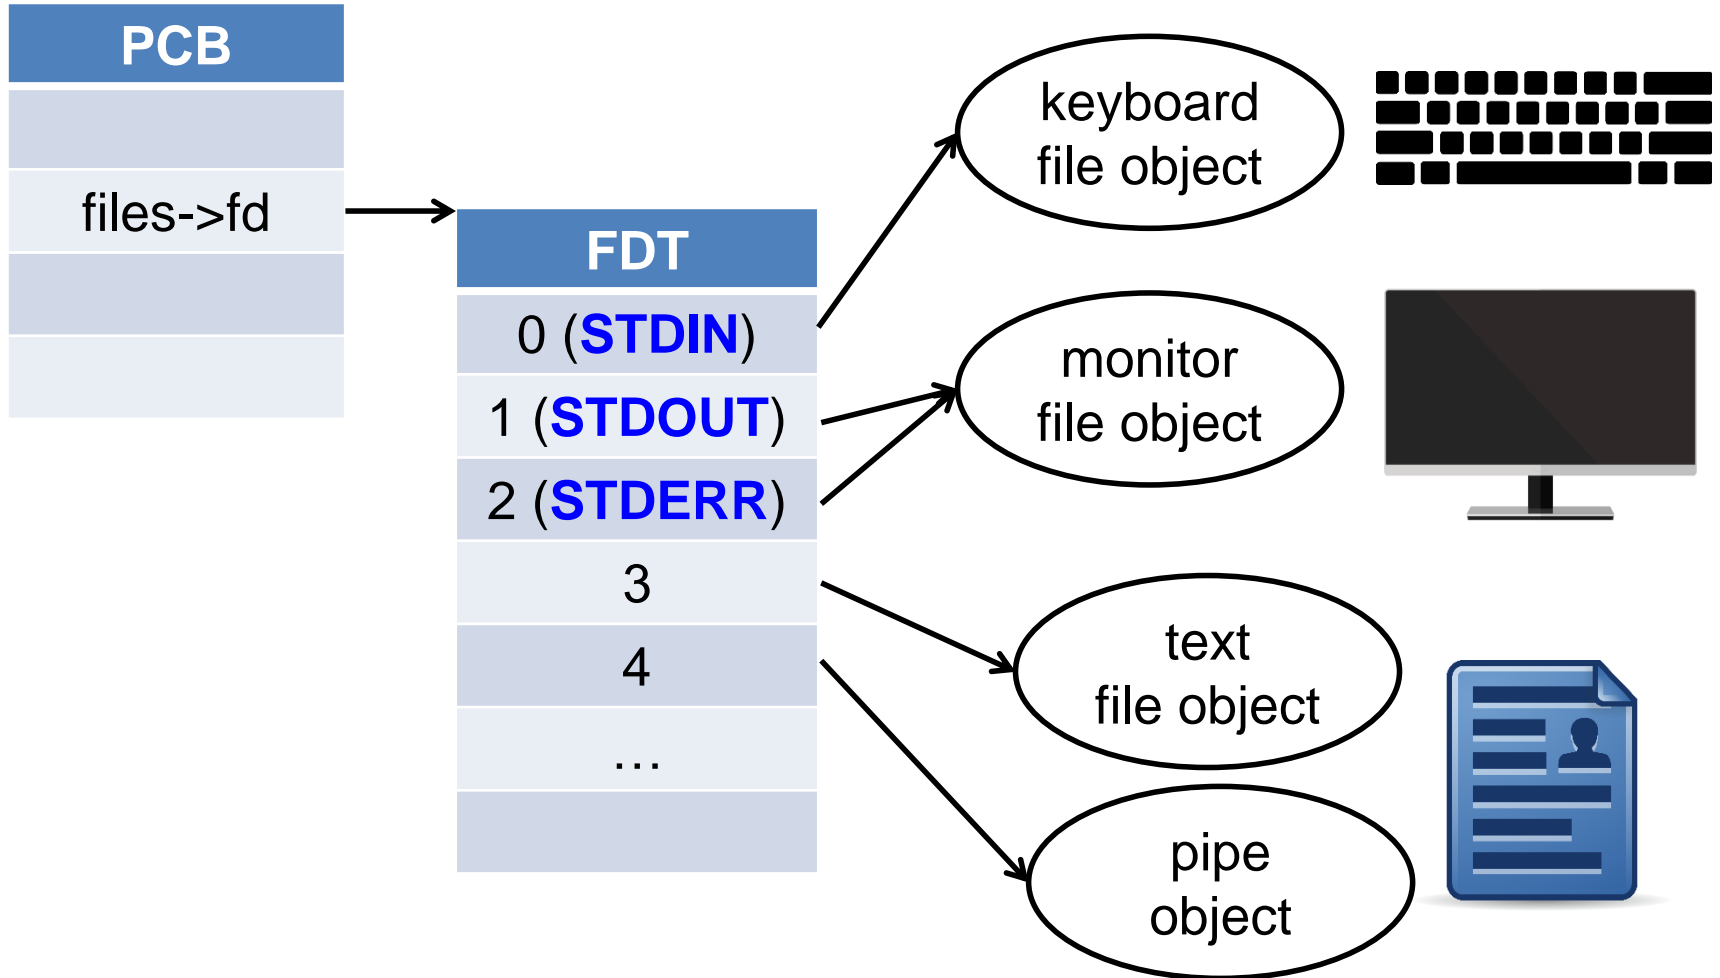 PCB
files->fd
FDT
0 (STDIN)
1 (STDOUT)
2 (STDERR)
3
4
…
keyboard
file object
monitor
file object
text
file object
pipe
object